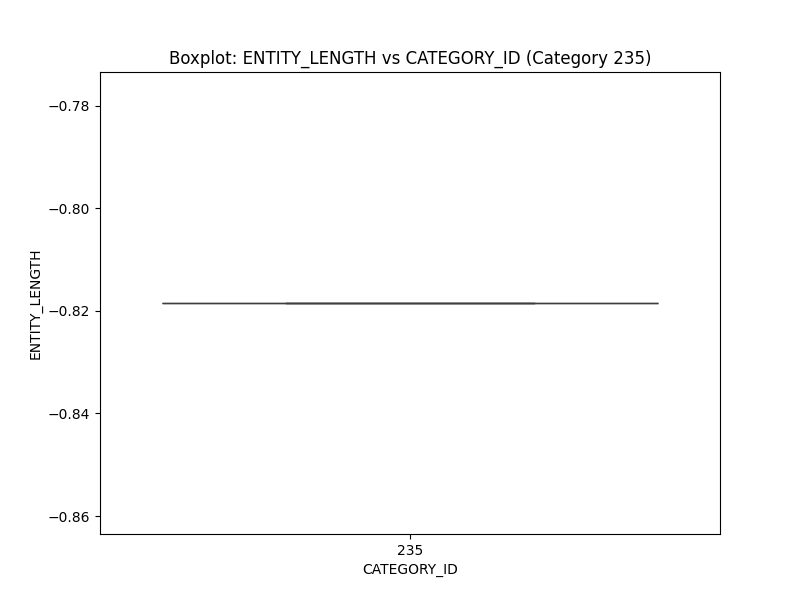 Boxplot: ENTITY_LENGTH vs CATEGORY_ID (Category 235)
−0.78
−0.80
−0.82
−0.84
−0.86
ENTITY_LENGTH
235
CATEGORY_ID